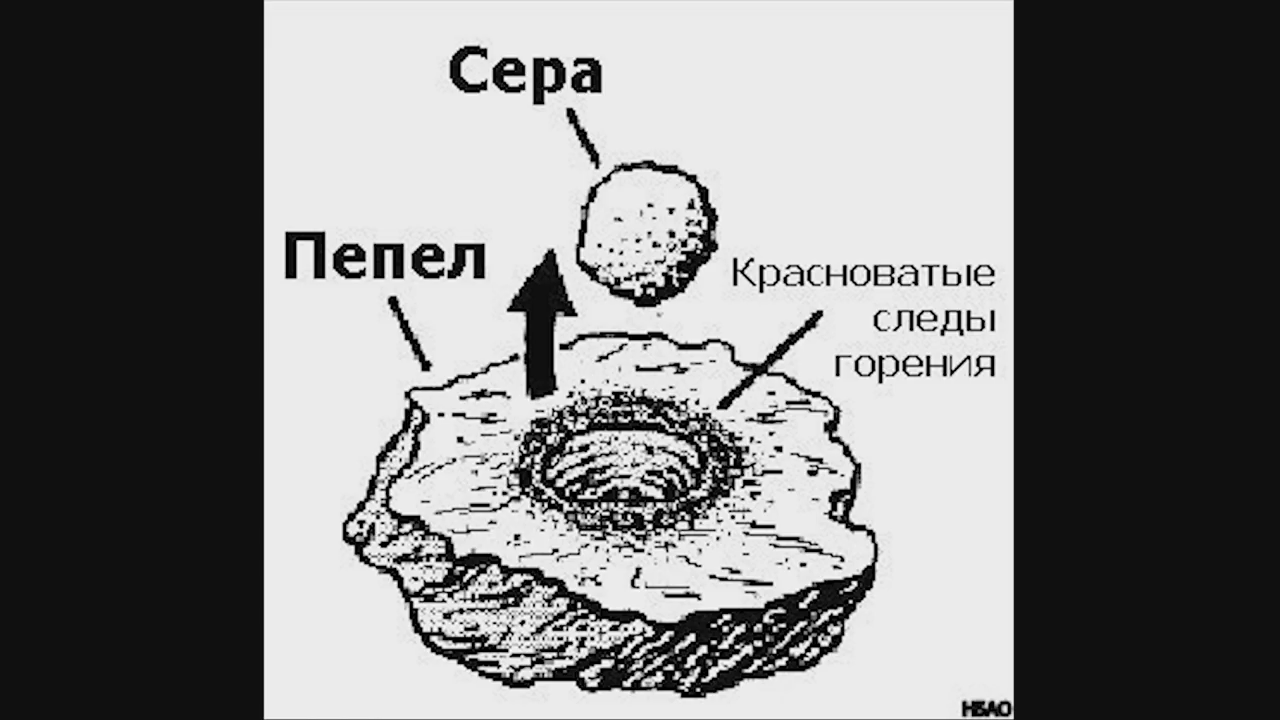 Сера
Пепел
Красноватые
следы
горения
НБАО